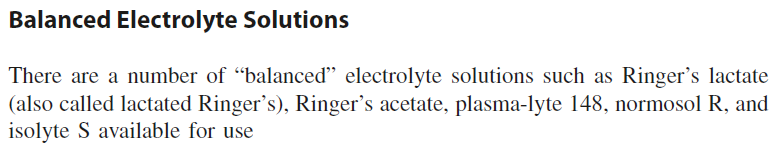 Balanced Electrolyte Solutions
There are a number of “balanced” electrolyte solutions such as Ringer’s lactate
(also called lactated Ringer’s), Ringer’s acetate, plasma-lyte 148, normosol R, and
isolyte S available for use